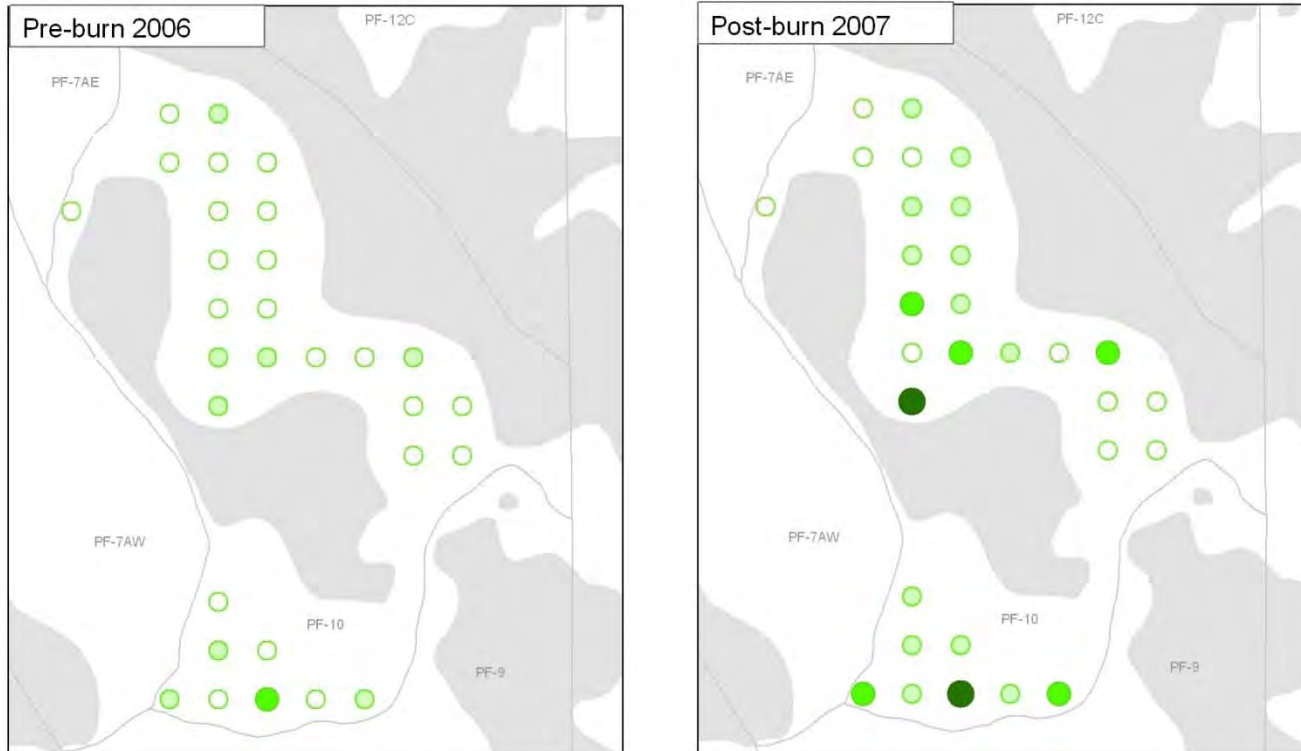 Pre-burn 2006
PF-12C
PF-7AE
PF-7AW
PF-10
PF-9
Post-burn 2007
PF-12C
PF-7AE
PF-7AW
PF-10
PF-9